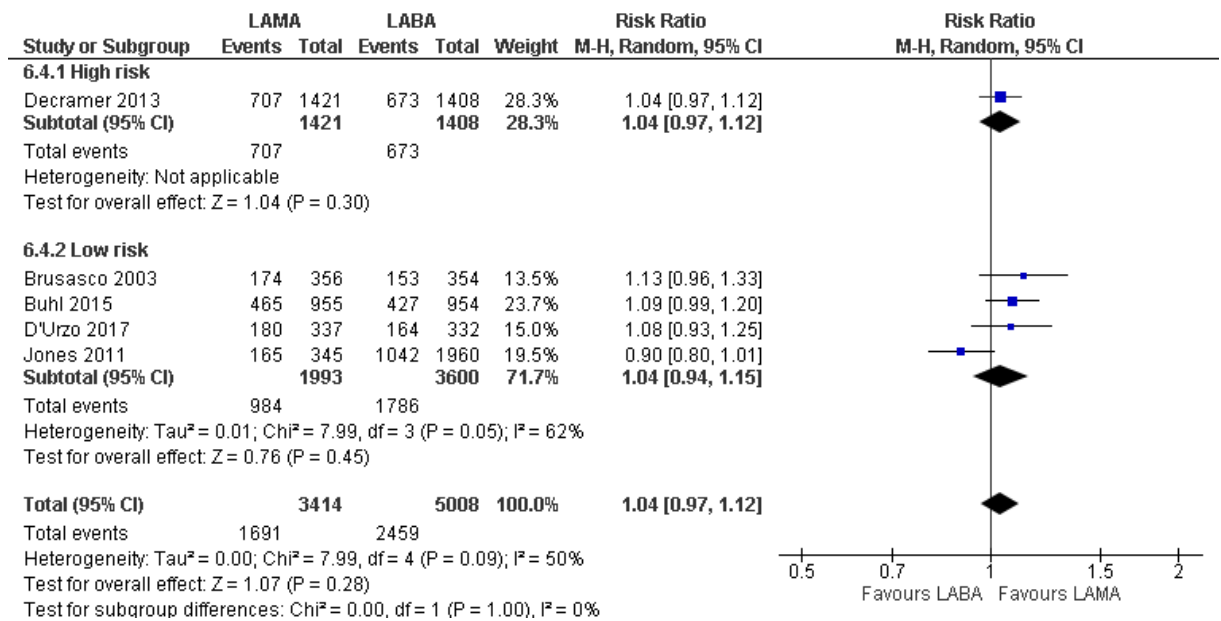 LAMA LABA Risk Ratio Risk Ratio
Study or Subgroup Events Total Events Total Weight M-H, Random, 95% CI M-H, Random, 95% CI
6.4.1 High risk
Decramer 2013 707 1421 673 1408 28.3% 1.04 [0.97, 1.12]
Subtotal (95% CI) 1421 1408 28.3% 1.04 [0.97, 1.12]
Total events 707 673
Heterogeneity: Not applicable
Test for overall effect: Z = 1.04 (P = 0.30)
6.4.2 Low risk
Brusasco 2003 174 356 153 354 13.5% 1.13 [0.96, 1.33]
Buhl 2015 465 955 427 954 23.7% 1.09 [0.99, 1.20]
D'Urzo 2017 180 337 164 332 15.0% 1.08 [0.93, 1.25]
Jones 2011 165 345 1042 1960 19.5% 0.90 [0.80, 1.01]
Subtotal (95% CI) 1993 3600 71.7% 1.04 [0.94, 1.15]
Total events 984 1786
Heterogeneity: Tau² = 0.01; Chi² = 7.99, df = 3 (P = 0.05); I² = 62%
Test for overall effect: Z = 0.76 (P = 0.45)
Total (95% CI) 3414 5008 100.0% 1.04 [0.97, 1.12]
Total events 1691 2459
Heterogeneity: Tau² = 0.00; Chi² = 7.99, df = 4 (P = 0.09); I² = 50%
Test for overall effect: Z = 1.07 (P = 0.28)
Test for subgroup differences: Chi² = 0.00, df = 1 (P = 1.00), I² = 0%
0.5 0.7 1 1.5 2
Favours LABA Favours LAMA